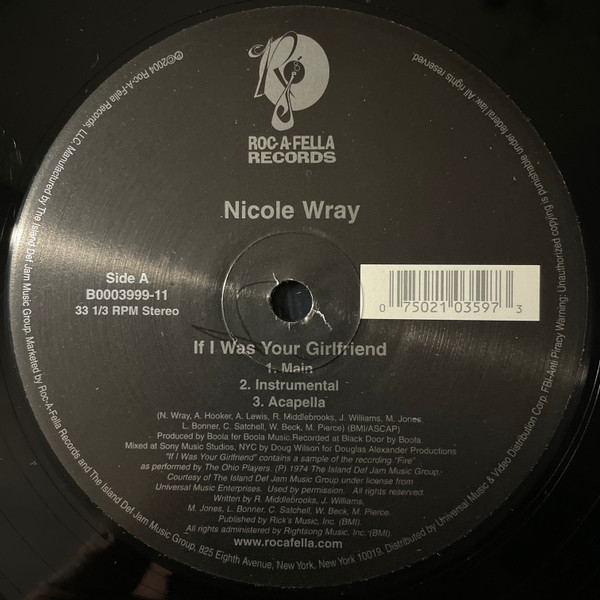 ROC-A-FELLA
RECORDS
Nicole Wray
Side A
B0003999-11
33 1/3 RPM Stereo
0 75021 03597 3
If I Was Your Girlfriend
1. Main
2. Instrumental
3. Acapella
(N. Wray, A. Hooker, A. Lewis, R. Middlebrooks, J. Williams, M. Jones,
L. Bonner, C. Satchell, W. Beck, M. Pierce) (BMI/ASCAP)
Produced by Boola for Boola Music.Recorded at Black Door by Boola.
Mixed at Sony Music Studios, NYC by Doug Wilson for Douglas Alexander Productions
"If I Was Your Girlfriend" contains a sample of the recording "Fire"
as performed by The Ohio Players. (P) 1974 The Island Def Jam Music Group.
Courtesy of The Island Def Jam Music Group under license from
Universal Music Enterprises. Used by permission. All rights reserved.
Written by R. Middlebrooks, J. Williams,
M. Jones, L. Bonner, C. Satchell, W. Beck, M. Pierce.
Published by Rick's Music, Inc. (BMI).
All rights administered by Rightsong Music, Inc.(BMI).
www.rocafella.com
℗©2004 Roc-A-Fella Records, LLC. Manufactured by The Island Def Jam Music Group. Marketed by Roc-A-Fella Records and The Island Def Jam Music Group, 825 Eighth Avenue, New York, New York 10019. Distributed by Universal Music & Video Distribution Corp. FBI-Anti Piracy Warning: Unauthorized copying is punishable under federal law. All rights reserved.